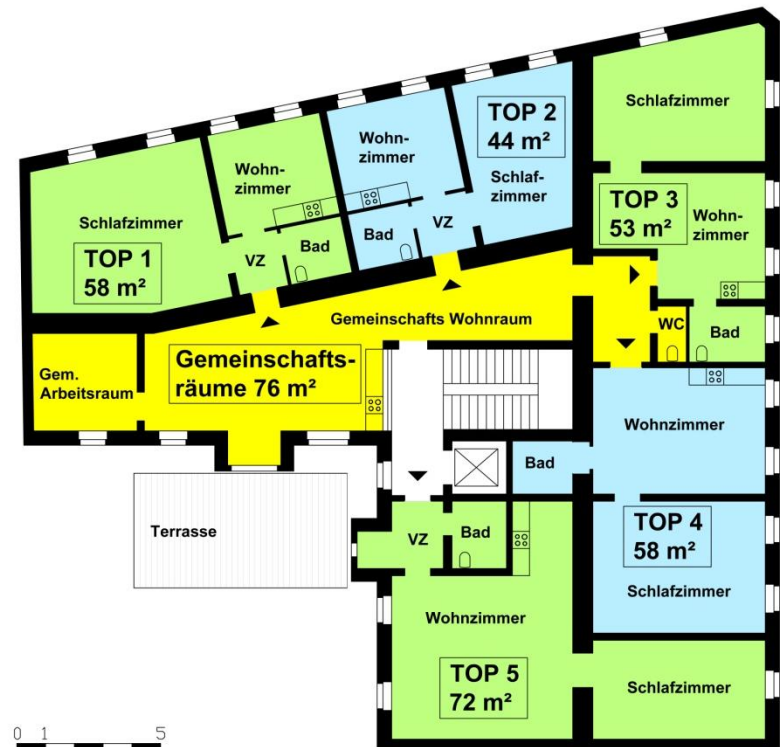 Schlafzimmer
TOP 1
58 m²
Wohn-
zimmer
VZ
Bad
Wohn-
zimmer
TOP 2
44 m²
Schlaf-
zimmer
Bad
VZ
Schlafzimmer
TOP 3
53 m²
Wohn-
zimmer
WC
Bad
Gemeinschafts Wohnraum
Gemeinschafts-
räume 76 m²
Gem.
Arbeitsraum
Terrasse
Wohnzimmer
Bad
TOP 4
58 m²
Schlafzimmer
VZ
Bad
Wohnzimmer
TOP 5
72 m²
Schlafzimmer
0 1 5